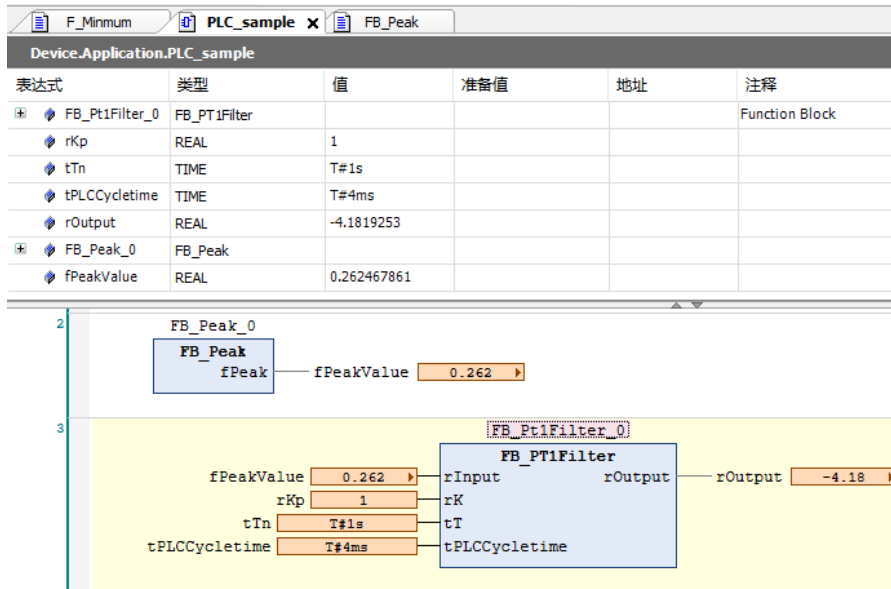 F_Minmum PLC_sample x FB_Peak
Device.Application.PLC_sample
表达式 类型 值 准备值 地址 注释
FB_Pt1Filter_0 FB_PT1Filter Function Block
rKp REAL 1
tTn TIME T#1s
tPLCCycletime TIME T#4ms
rOutput REAL -4.1819253
FB_Peak_0 FB_Peak
fPeakValue REAL 0.262467861
2
FB_Peak_0
FB_Peak
fPeak fPeakValue 0.262
3
FB_Pt1Filter_0
FB_PT1Filter
fPeakValue 0.262 rInput rOutput rOutput -4.18
rKp 1 rK
tTn T#1s tT
tPLCCycletime T#4ms tPLCCycletime